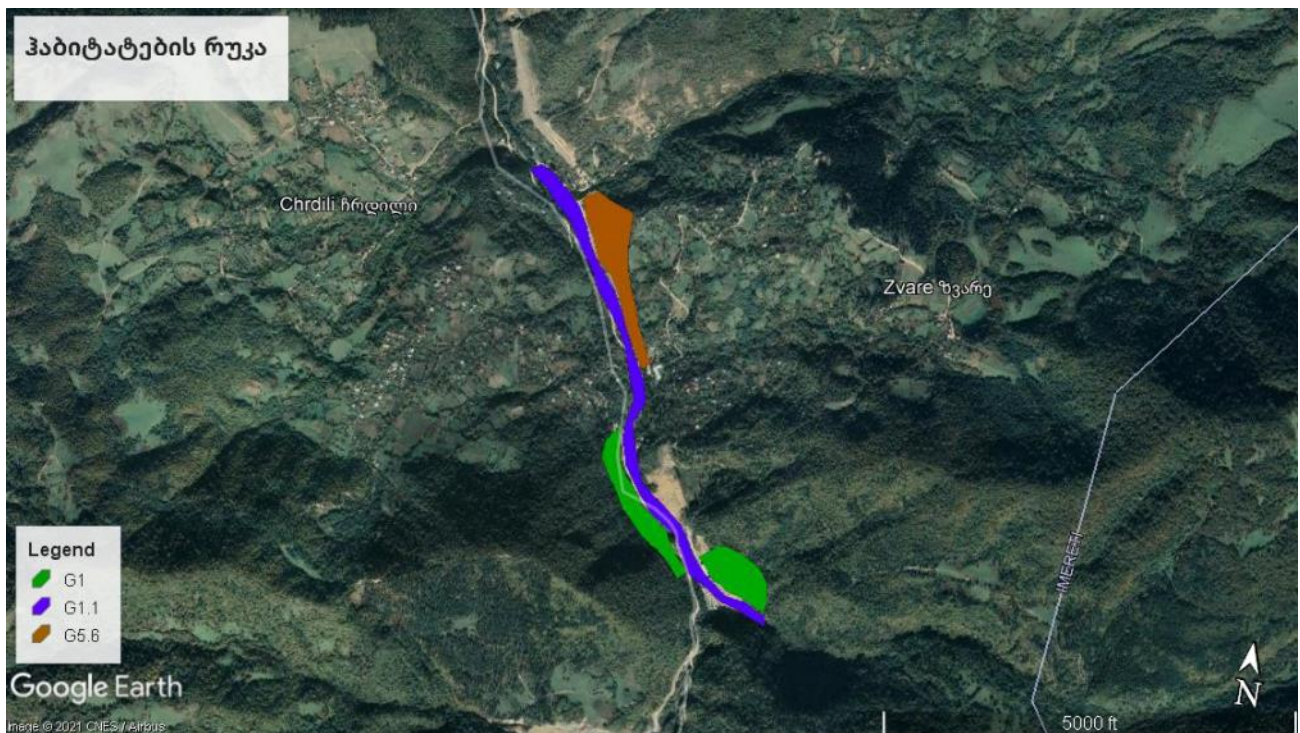 ჰაბიტატების რუკა
Chrdili ჩრდილი
Zvare ზვარე
IMERETI
Legend
G1
G1.1
G5.6
Google Earth
Image © 2021 CNES / Airbus
N
5000 ft